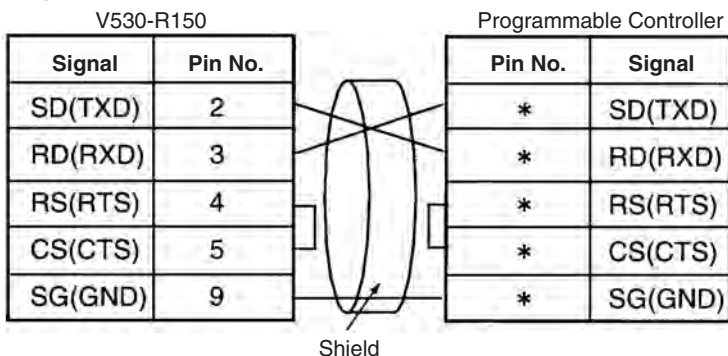 V530-R150 Programmable Controller
Signal Pin No. Pin No. Signal
SD(TXD) 2 * SD(TXD)
RD(RXD) 3 * RD(RXD)
RS(RTS) 4 * RS(RTS)
CS(CTS) 5 * CS(CTS)
SG(GND) 9 * SG(GND)
Shield